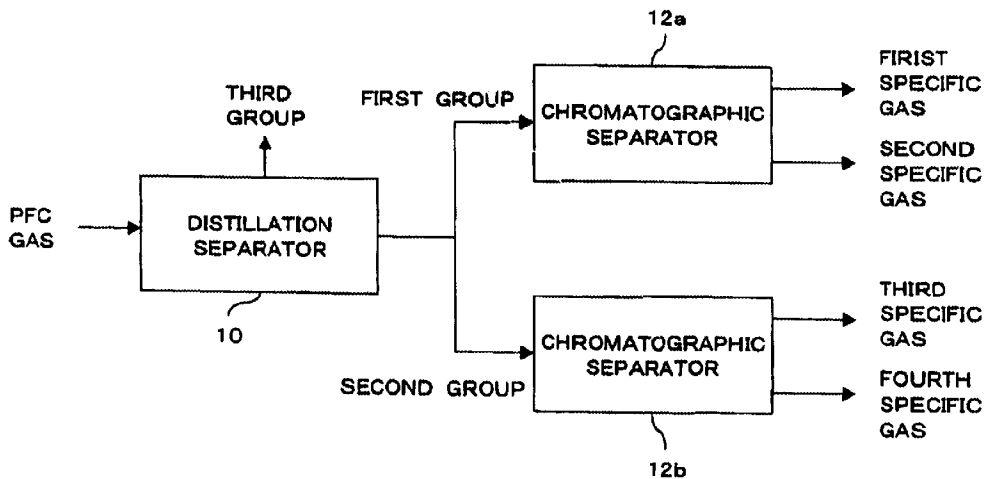 12a
FIRIST
SPECIFIC
GAS
THIRD
GROUP
FIRST GROUP
CHROMATOGRAPHIC
SEPARATOR
SECOND
SPECIFIC
GAS
PFC
GAS
DISTILLATION
SEPARATOR
10
THIRD
SPECIFIC
GAS
CHROMATOGRAPHIC
SEPARATOR
SECOND GROUP
FOURTH
SPECIFIC
GAS
12b